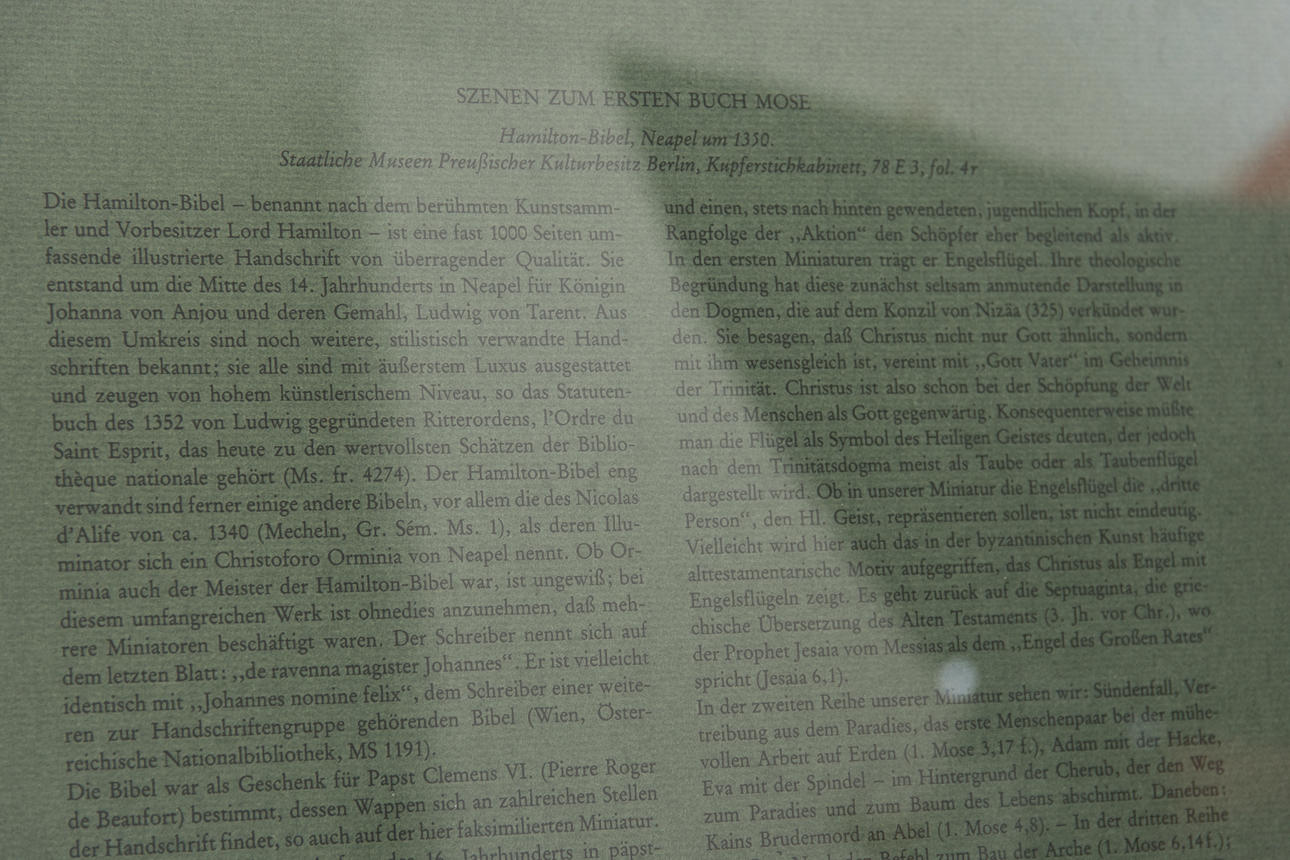 SZENEN ZUM ERSTEN BUCH MOSE
Hamilton-Bibel, Neapel um 1350.
Staatliche Museen Preußischer Kulturbesitz Berlin, Kupferstichkabinett, 78 E 3, fol. 4r
Die Hamilton-Bibel – benannt nach dem berühmten Kunstsamm-
ler und Vorbesitzer Lord Hamilton – ist eine fast 1000 Seiten um-
fassende illustrierte Handschrift von überragender Qualität. Sie
entstand um die Mitte des 14. Jahrhunderts in Neapel für Königin
Johanna von Anjou und deren Gemahl, Ludwig von Tarent. Aus
diesem Umkreis sind noch weitere, stilistisch verwandte Hand-
schriften bekannt; sie alle sind mit äußerstem Luxus ausgestattet
und zeugen von hohem künstlerischem Niveau, so das Statuten-
buch des 1352 von Ludwig gegründeten Ritterordens, l'Ordre du
Saint Esprit, das heute zu den wertvollsten Schätzen der Biblio-
thèque nationale gehört (Ms. fr. 4274). Der Hamilton-Bibel eng
verwandt sind ferner einige andere Bibeln, vor allem die des Nicolas
d'Alife von ca. 1340 (Mecheln, Gr. Sém. Ms. 1), als deren Illu-
minator sich ein Christoforo Orminia von Neapel nennt. Ob Or-
minia auch der Meister der Hamilton-Bibel war, ist ungewiß; bei
diesem umfangreichen Werk ist ohnedies anzunehmen, daß meh-
rere Miniatoren beschäftigt waren. Der Schreiber nennt sich auf
dem letzten Blatt: „de ravenna magister Johannes“. Er ist vielleicht
identisch mit „Johannes nomine felix“, dem Schreiber einer weite-
ren zur Handschriftengruppe gehörenden Bibel (Wien, Öster-
reichische Nationalbibliothek, MS 1191).
Die Bibel war als Geschenk für Papst Clemens VI. (Pierre Roger
de Beaufort) bestimmt, dessen Wappen sich an zahlreichen Stellen
der Handschrift findet, so auch auf der hier faksimilierten Miniatur.
16. Jahrhunderts in päpst-
und einen, stets nach hinten gewendeten, jugendlichen Kopf, in der
Rangfolge der „Aktion“ den Schöpfer eher begleitend als aktiv.
In den ersten Miniaturen trägt er Engelsflügel. Ihre theologische
Begründung hat diese zunächst seltsam anmutende Darstellung in
den Dogmen, die auf dem Konzil von Nizäa (325) verkündet wur-
den. Sie besagen, daß Christus nicht nur Gott ähnlich, sondern
mit ihm wesensgleich ist, vereint mit „Gott Vater“ im Geheimnis
der Trinität. Christus ist also schon bei der Schöpfung der Welt
und des Menschen als Gott gegenwärtig. Konsequenterweise müßte
man die Flügel als Symbol des Heiligen Geistes deuten, der jedoch
nach dem Trinitätsdogma meist als Taube oder als Taubenflügel
dargestellt wird. Ob in unserer Miniatur die Engelsflügel die „dritte
Person“, den Hl. Geist, repräsentieren sollen, ist nicht eindeutig.
Vielleicht wird hier auch das in der byzantinischen Kunst häufige
alttestamentarische Motiv aufgegriffen, das Christus als Engel mit
Engelsflügeln zeigt. Es geht zurück auf die Septuaginta, die grie-
chische Übersetzung des Alten Testaments (3. Jh. vor Chr.), wo
der Prophet Jesaia vom Messias als dem „Engel des Großen Rates“
spricht (Jesaia 6,1).
In der zweiten Reihe unserer Miniatur sehen wir: Sündenfall, Ver-
treibung aus dem Paradies, das erste Menschenpaar bei der mühe-
vollen Arbeit auf Erden (1. Mose 3,17 f.), Adam mit der Hacke,
Eva mit der Spindel – im Hintergrund der Cherub, der den Weg
zum Paradies und zum Baum des Lebens abschirmt. Daneben:
Kains Brudermord an Abel (1. Mose 4,8). – In der dritten Reihe
Befehl zum Bau der Arche (1. Mose 6,14f.);